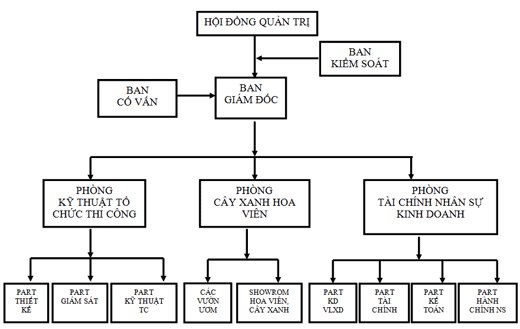 HỘI ĐỒNG QUẢN TRỊ
BAN
KIỂM SOÁT
BAN
CỐ VẤN
BAN
GIÁM ĐỐC
PHÒNG
KỸ THUẬT TỔ
CHỨC THI CÔNG
PHÒNG
CÂY XANH HOA
VIÊN
PHÒNG
TÀI CHÍNH NHÂN SỰ
KINH DOANH
PART
THIẾT
KẾ
PART
GIÁM SÁT
PART
KỸ THUẬT
TC
CÁC
VƯỜN
ƯƠM
SHOWROM
HOA VIÊN,
CÂY XANH
PART
KD
VLXD
PART
TÀI
CHÍNH
PART
KẾ
TOÁN
PART
HÀNH
CHÍNH NS